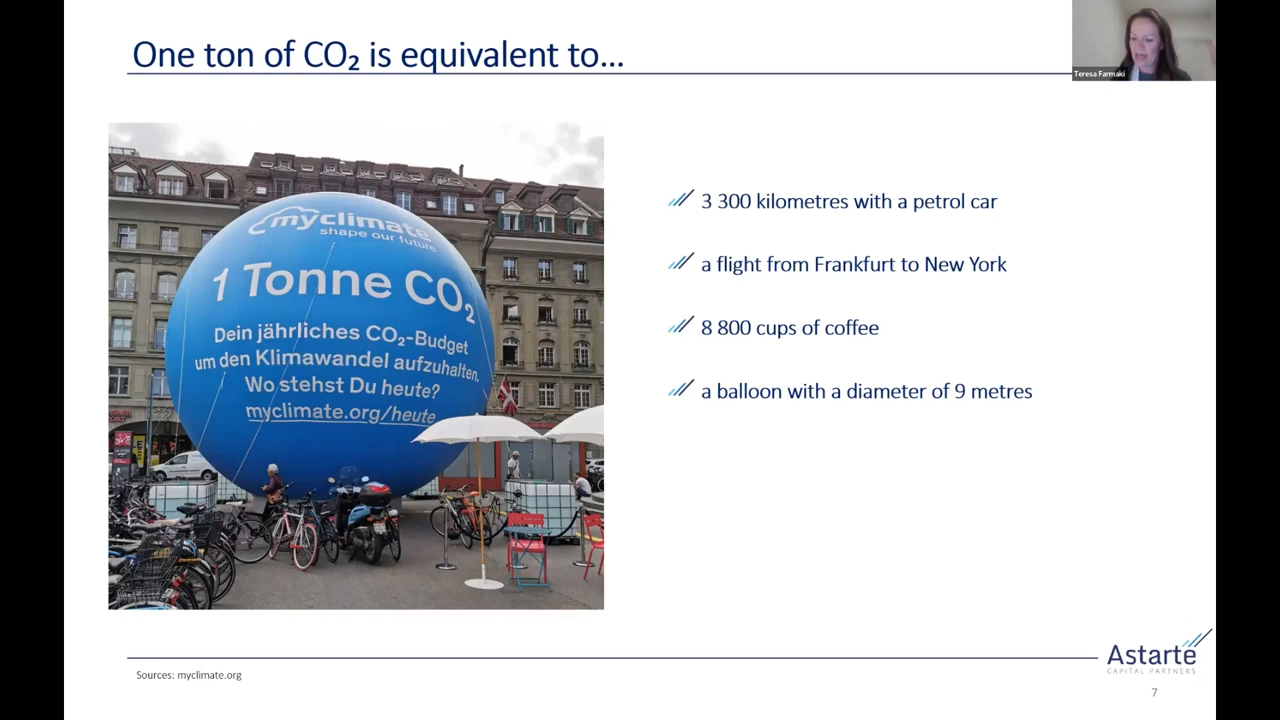 One ton of CO₂ is equivalent to...
Teresa Farmaki
myclimate
shape our future
1 Tonne CO₂
Dein jährliches CO₂-Budget
um den Klimawandel aufzuhalten.
Wo stehst Du heute?
myclimate.org/heute
3 300 kilometres with a petrol car
a flight from Frankfurt to New York
8 800 cups of coffee
a balloon with a diameter of 9 metres
Sources: myclimate.org
Astarte
CAPITAL PARTNERS
7